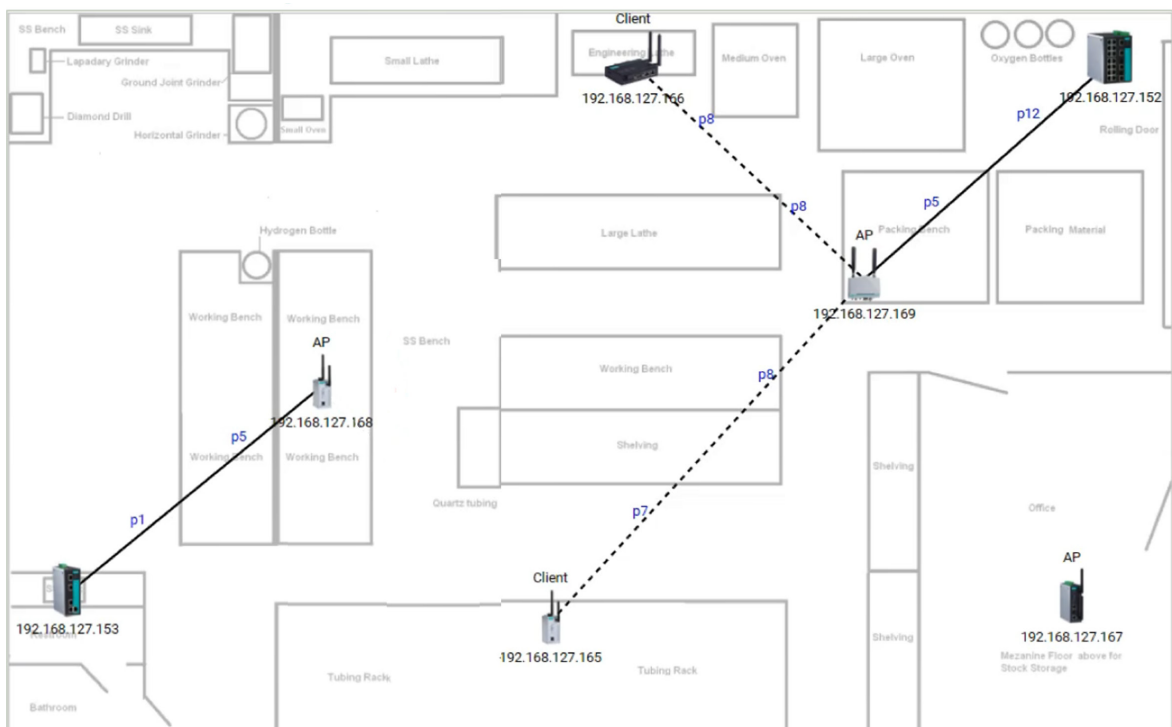 Client
SS Bench
SS Sink
Lapadary Grinder
Ground Joint Grinder
Small Lathe
Engineering Lathe
Medium Oven
Large Oven
Oxygen Bottles
192.168.127.166
192.168.127.152
Diamond Drill
Horizontal Grinder
Small Oven
p8
p12
Rolling Door
p8
p5
Hydrogen Bottle
Large Lathe
AP
Packing Bench
Packing Material
192.168.127.169
Working Bench
Working Bench
AP
SS Bench
Working Bench
p8
192.168.127.168
p5
Working Bench
Working Bench
Shelving
Shelving
Quartz tubing
p1
p7
Office
AP
Client
192.168.127.153
192.168.127.165
192.168.127.167
Shelving
Mezanine Floor above for
Stock Storage
Tubing Rack
Tubing Rack
Bathroom